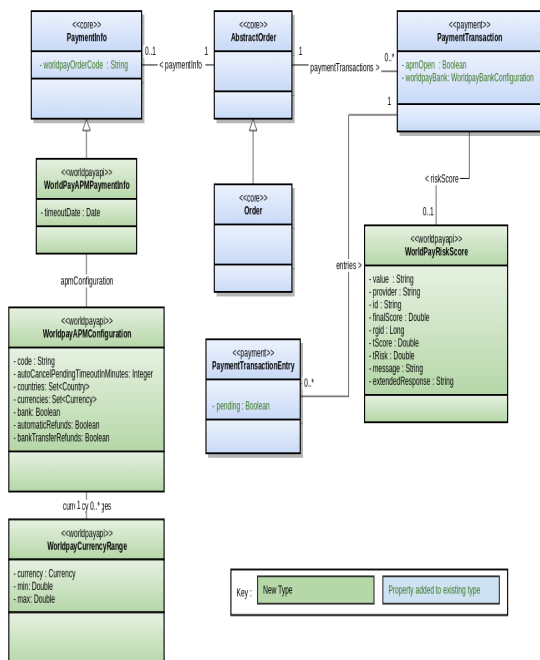 <<core>>
PaymentInfo
- worldpayOrderCode : String
0..1
< paymentInfo
1
<<core>>
AbstractOrder
1
paymentTransactions >
0..*
<<payment>>
PaymentTransaction
- apmOpen : Boolean
- worldpayBank: WorldpayBankConfiguration
1
<<worldpayapi>>
WorldPayAPMPaymentInfo
- timeoutDate : Date
<<core>>
Order
< riskScore
0..1
<<worldpayapi>>
WorldPayRiskScore
- value : String
- provider : String
- id : String
- finalScore : Double
- rgid : Long
- tScore : Double
- tRisk : Double
- message : String
- extendedResponse : String
entries >
apmConfiguration
<<worldpayapi>>
WorldpayAPMConfiguration
- code : String
- autoCancelPendingTimeoutInMinutes: Integer
- countries: Set<Country>
- currencies: Set<Currency>
- bank: Boolean
- automaticRefunds: Boolean
- bankTransferRefunds: Boolean
<<payment>>
PaymentTransactionEntry
- pending : Boolean
0..*
1
0..*
<<worldpayapi>>
WorldpayCurrencyRange
- currency : Currency
- min: Double
- max: Double
Key :
New Type
Property added to existing type